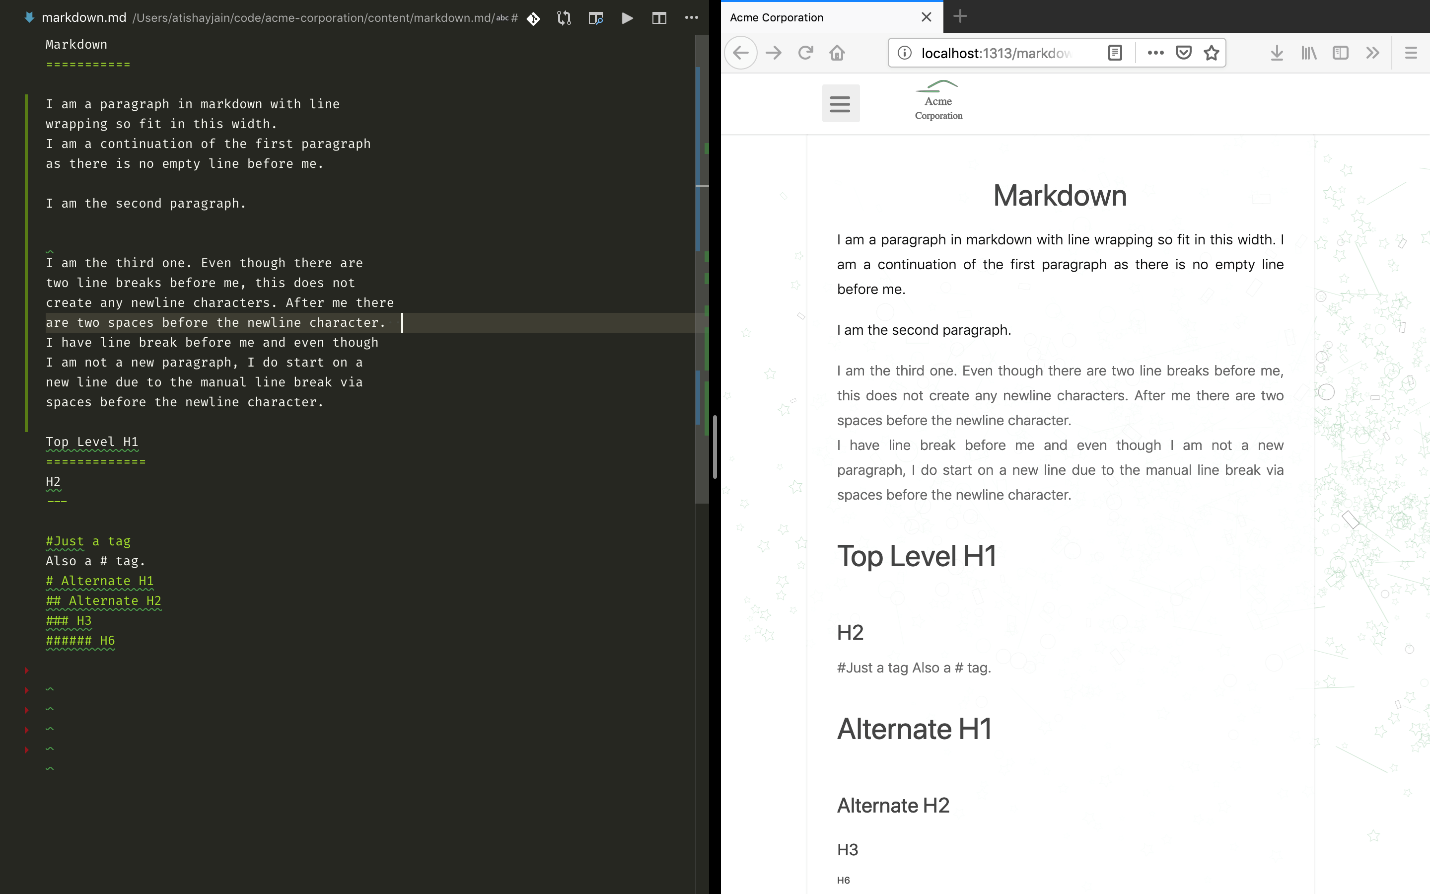 markdown.md /Users/atishayjain/code/acme-corporation/content/markdown.md/ abc #
Markdown
===========
I am a paragraph in markdown with line
wrapping so fit in this width.
I am a continuation of the first paragraph
as there is no empty line before me.
I am the second paragraph.
I am the third one. Even though there are
two line breaks before me, this does not
create any newline characters. After me there
are two spaces before the newline character.
I have line break before me and even though
I am not a new paragraph, I do start on a
new line due to the manual line break via
spaces before the newline character.
Top Level H1
=============
H2
---
#Just a tag
Also a # tag.
# Alternate H1
## Alternate H2
### H3
###### H6
Acme Corporation
localhost:1313/markdow
Acme
Corporation
Markdown
I am a paragraph in markdown with line wrapping so fit in this width. I
am a continuation of the first paragraph as there is no empty line
before me.
I am the second paragraph.
I am the third one. Even though there are two line breaks before me,
this does not create any newline characters. After me there are two
spaces before the newline character.
I have line break before me and even though I am not a new
paragraph, I do start on a new line due to the manual line break via
spaces before the newline character.
Top Level H1
H2
#Just a tag Also a # tag.
Alternate H1
Alternate H2
H3
H6